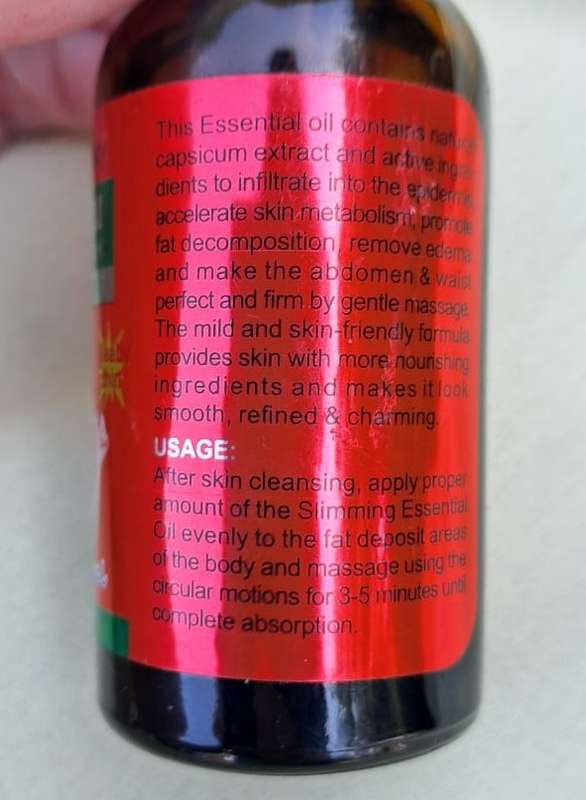 This Essential oil contains
capsicum extract and active ingre-
dients to infiltrate into the epidermis,
accelerate skin metabolism, promote
fat decomposition, remove edema
and make the abdomen & waist
perfect and firm by gentle massage.
The mild and skin-friendly formula
provides skin with more nourishing
ingredients and makes it look
smooth, refined & charming.
USAGE:
After skin cleansing, apply proper
amount of the Slimming Essential
Oil evenly to the fat deposit areas
of the body and massage using the
circular motions for 3-5 minutes until
complete absorption.